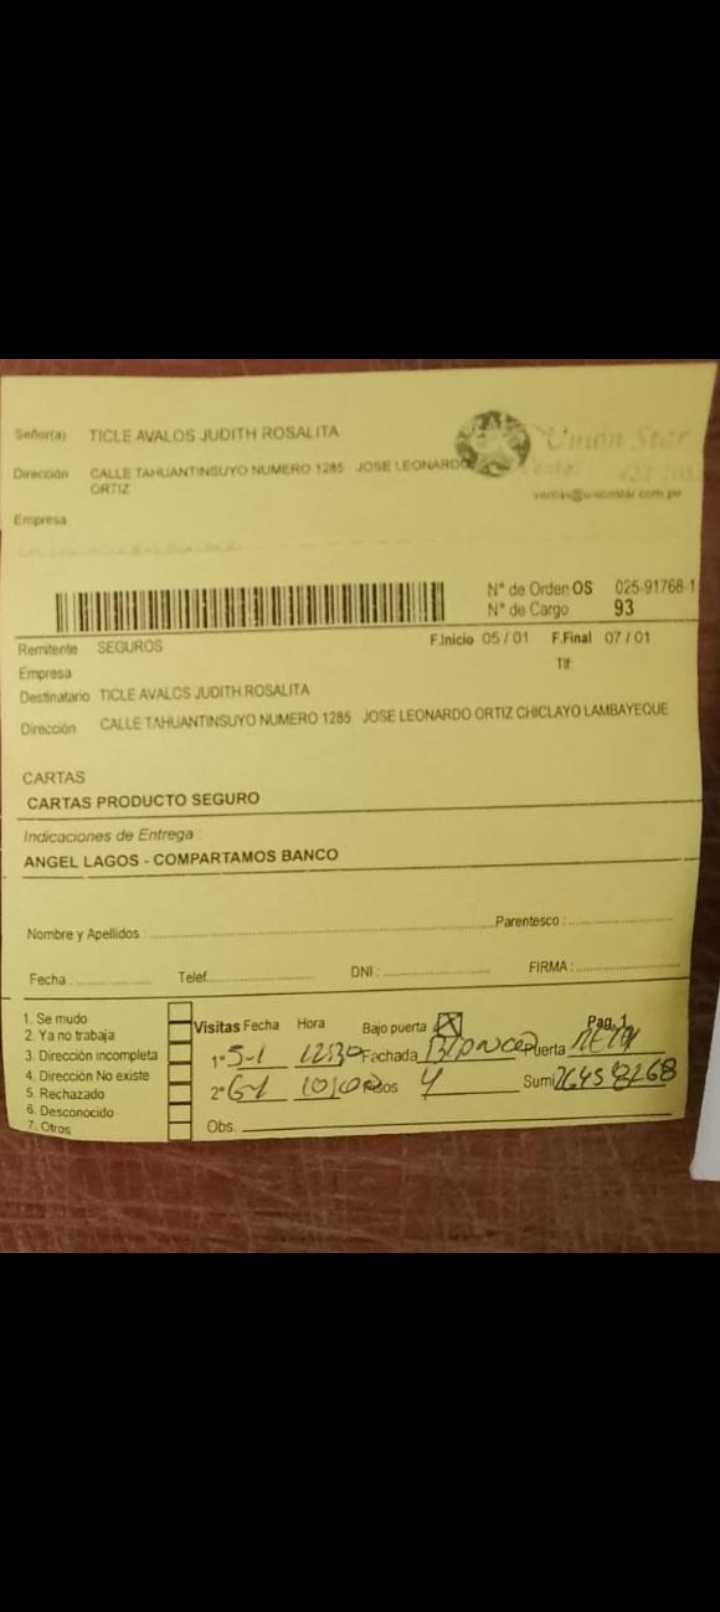 Señor(a) TICLE AVALOS JUDITH ROSALITA
Dirección CALLE TAHUANTINSUYO NUMERO 1285 JOSE LEONARDO
ORTIZ
Unión Star
Empresa
N° de Orden OS 025-91768-1
N° de Cargo 93
Remitente SEGUROS
F.Inicio 05 / 01 F.Final 07 / 01
Empresa
Tlf
Destinatario TICLE AVALOS JUDITH ROSALITA
Dirección CALLE TAHUANTINSUYO NUMERO 1285 JOSE LEONARDO ORTIZ CHICLAYO LAMBAYEQUE
CARTAS
CARTAS PRODUCTO SEGURO
Indicaciones de Entrega :
ANGEL LAGOS - COMPARTAMOS BANCO
Nombre y Apellidos : Parentesco :
Fecha : Telef. DNI : FIRMA :
1. Se mudo
2. Ya no trabaja
3. Dirección incompleta
4. Dirección No existe
5. Rechazado
6. Desconocido
7. Otros
Visitas Fecha Hora Bajo puerta X Pag. 1
1° 5-1 12:30 Fachada Puerta
2° 6-1 Pisos 4 Sumi
Obs.